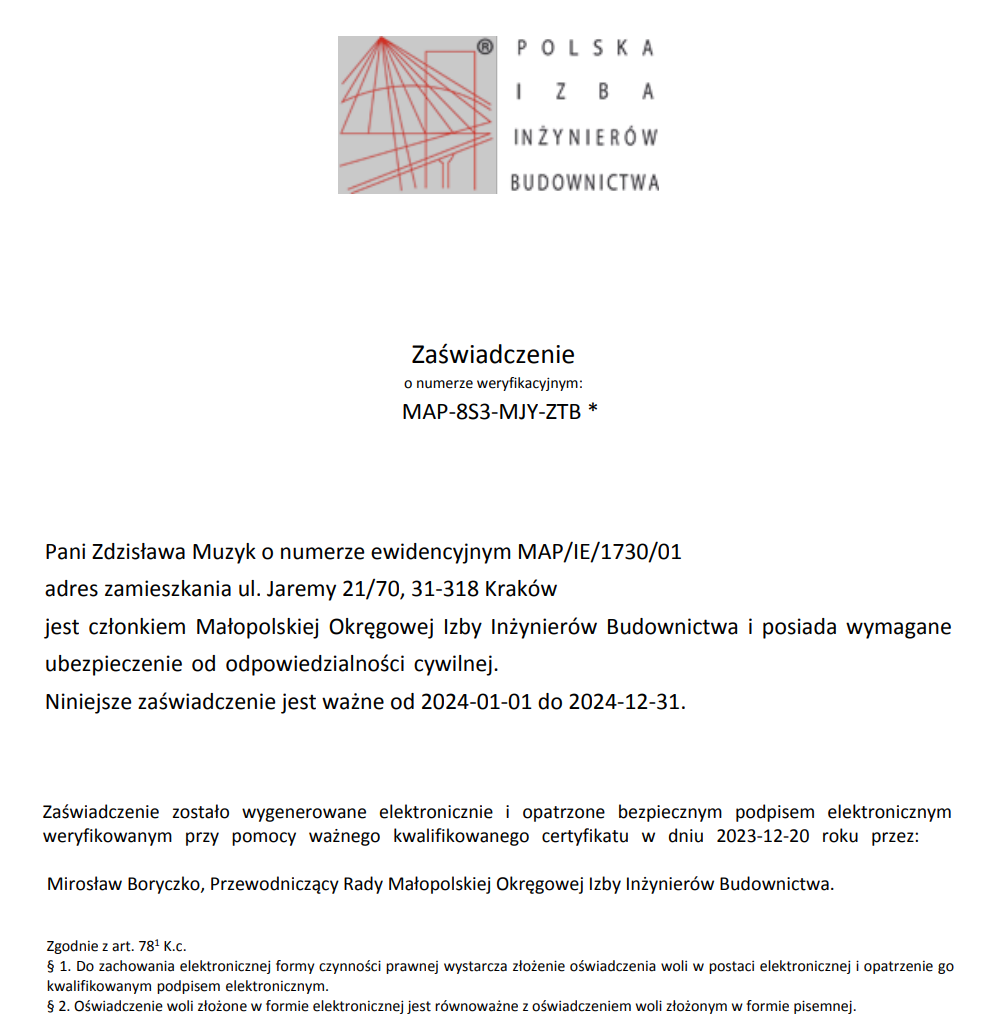 ®
POLSKA
IZBA
INŻYNIERÓW
BUDOWNICTWA
Zaświadczenie
o numerze weryfikacyjnym:
MAP-8S3-MJY-ZTB *
Pani Zdzisława Muzyk o numerze ewidencyjnym MAP/IE/1730/01
adres zamieszkania ul. Jaremy 21/70, 31-318 Kraków
jest członkiem Małopolskiej Okręgowej Izby Inżynierów Budownictwa i posiada wymagane
ubezpieczenie od odpowiedzialności cywilnej.
Niniejsze zaświadczenie jest ważne od 2024-01-01 do 2024-12-31.
Zaświadczenie zostało wygenerowane elektronicznie i opatrzone bezpiecznym podpisem elektronicznym
weryfikowanym przy pomocy ważnego kwalifikowanego certyfikatu w dniu 2023-12-20 roku przez:
Mirosław Boryczko, Przewodniczący Rady Małopolskiej Okręgowej Izby Inżynierów Budownictwa.
Zgodnie z art. 78¹ K.c.
§ 1. Do zachowania elektronicznej formy czynności prawnej wystarcza złożenie oświadczenia woli w postaci elektronicznej i opatrzenie go
kwalifikowanym podpisem elektronicznym.
§ 2. Oświadczenie woli złożone w formie elektronicznej jest równoważne z oświadczeniem woli złożonym w formie pisemnej.